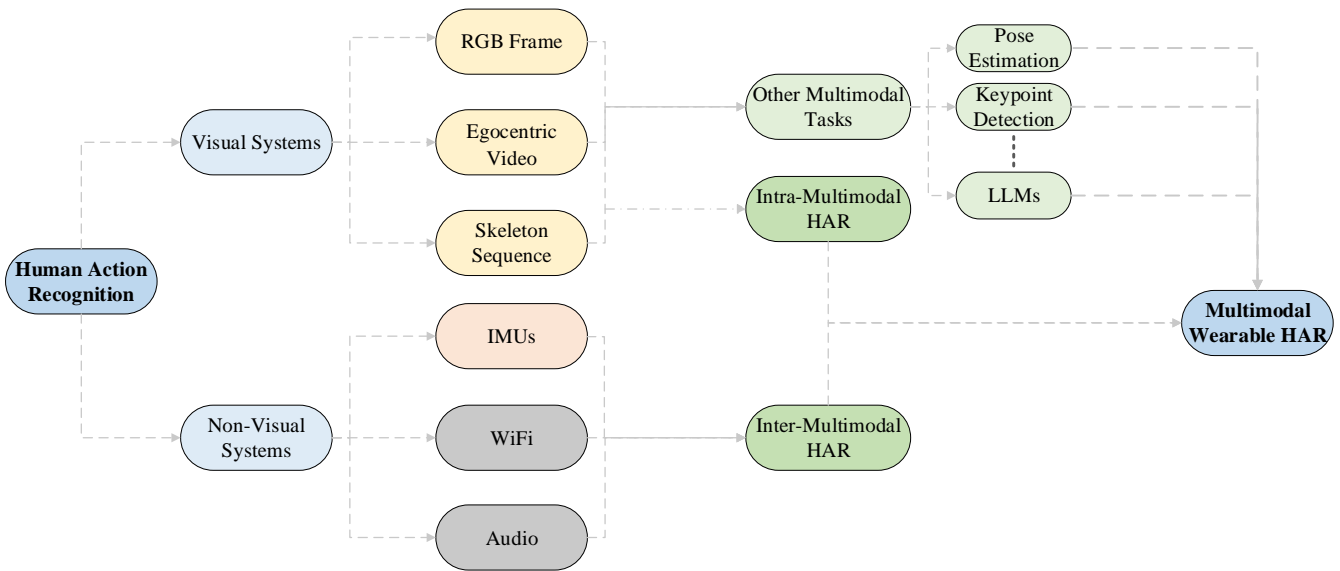 Human Action
Recognition
Visual Systems
Non-Visual
Systems
RGB Frame
Egocentric
Video
Skeleton
Sequence
IMUs
WiFi
Audio
Other Multimodal
Tasks
Intra-Multimodal
HAR
Inter-Multimodal
HAR
Pose
Estimation
Keypoint
Detection
LLMs
Multimodal
Wearable HAR